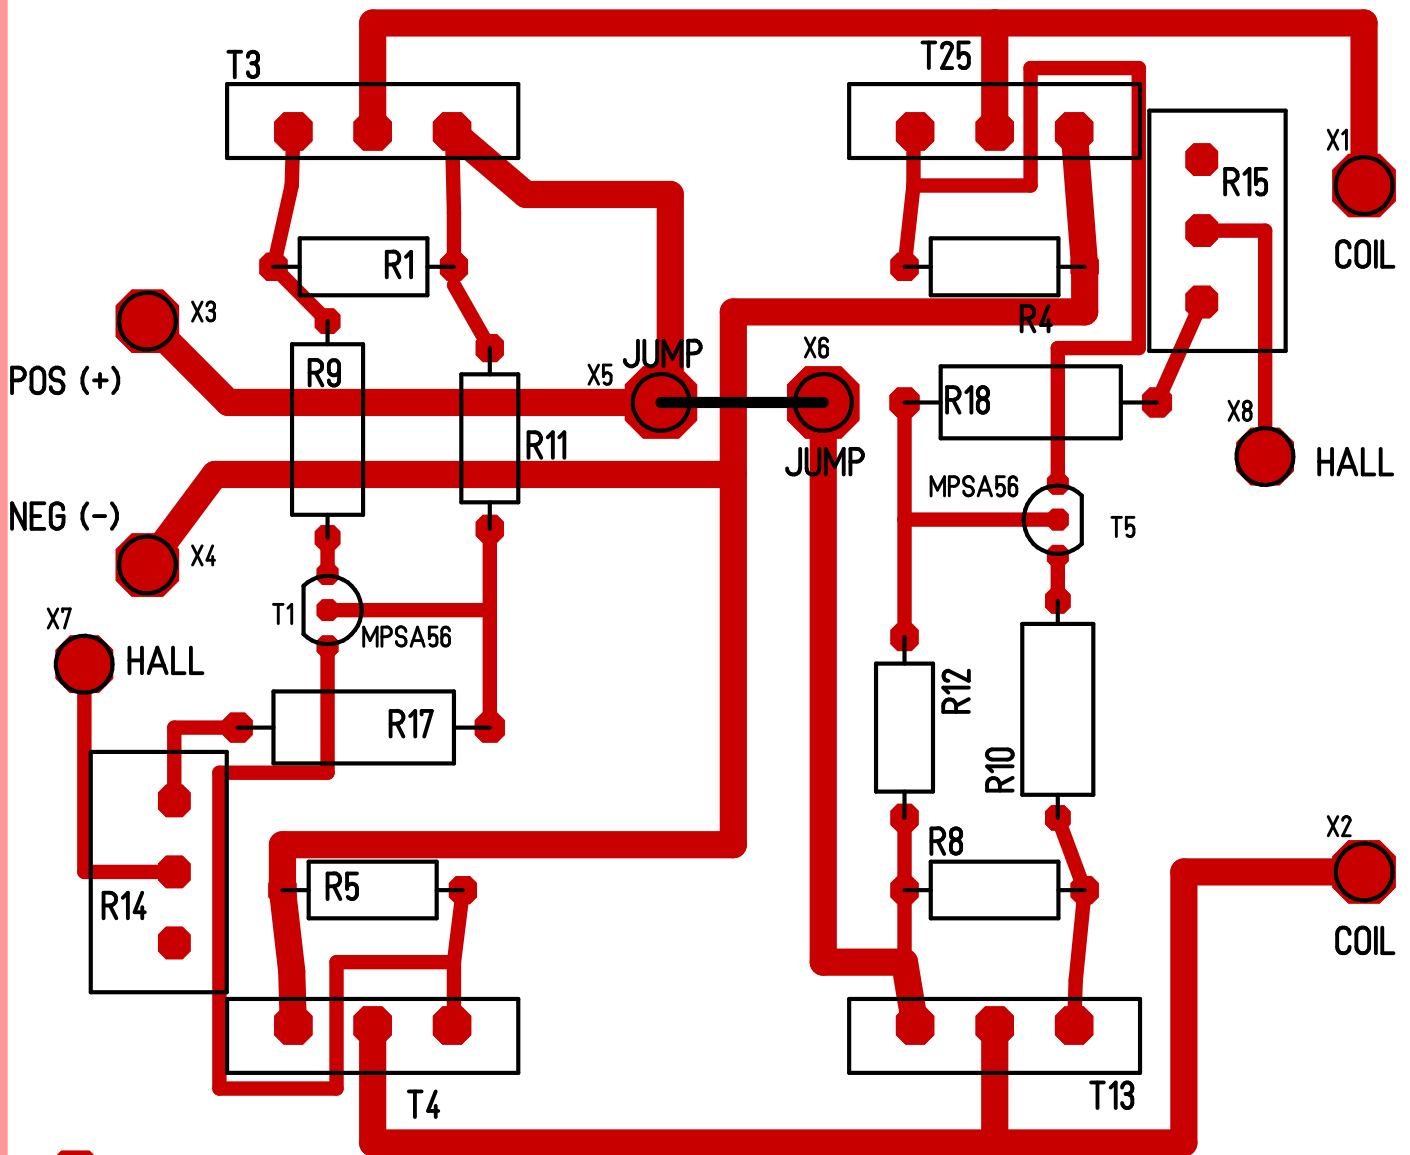 T3
T25
X1
R15
COIL
R1
X3
R4
JUMP
X6
POS (+)
R9
X5
R18
X8
R11
JUMP
HALL
MPSA56
NEG (-)
T5
X4
T1
MPSA56
X7
HALL
R12
R17
R10
X2
R8
R5
R14
COIL
T4
T13